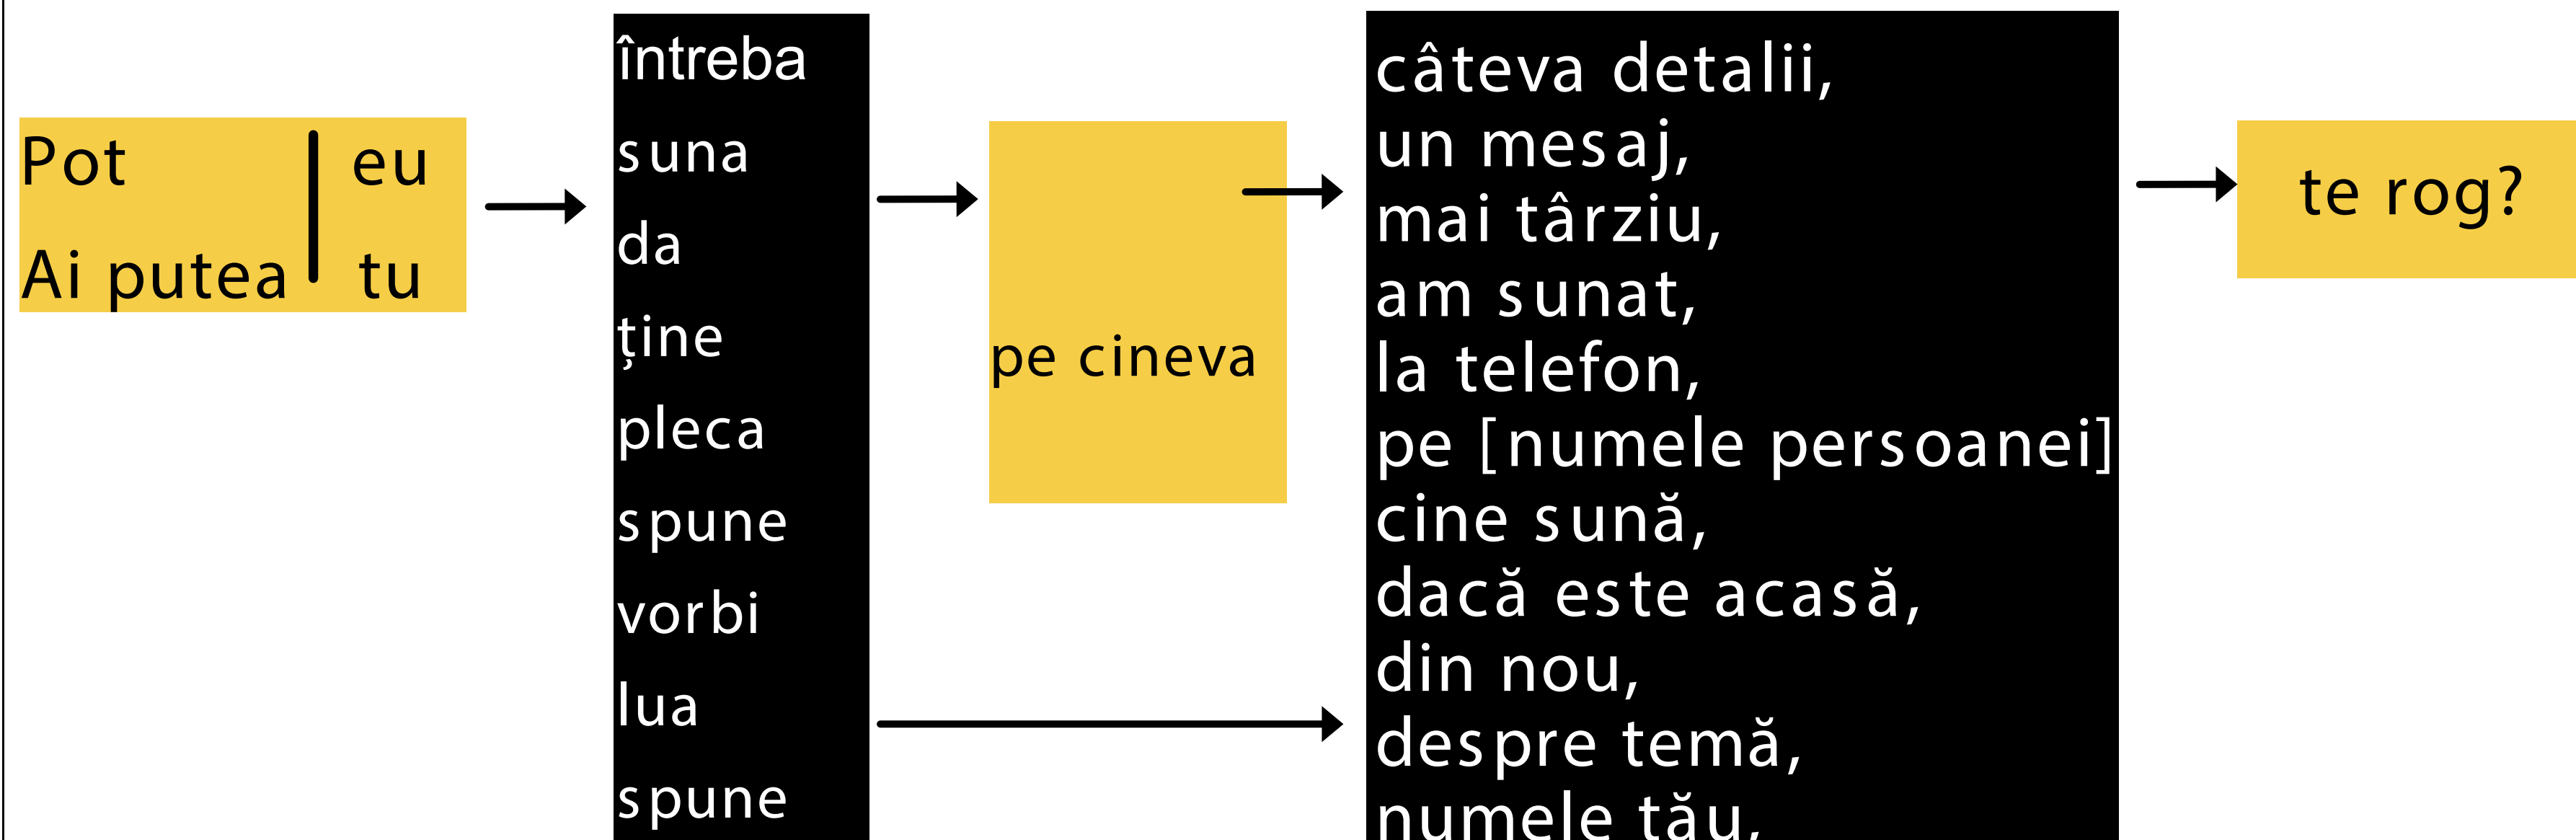 Pot
eu
Ai putea
tu
întreba
suna
da
ține
pleca
spune
vorbi
lua
spune
pe cineva
câteva detalii,
un mesaj,
mai târziu,
am sunat,
la telefon,
pe [numele persoanei]
cine sună,
dacă este acasă,
din nou,
despre temă,
numele tău,
te rog?